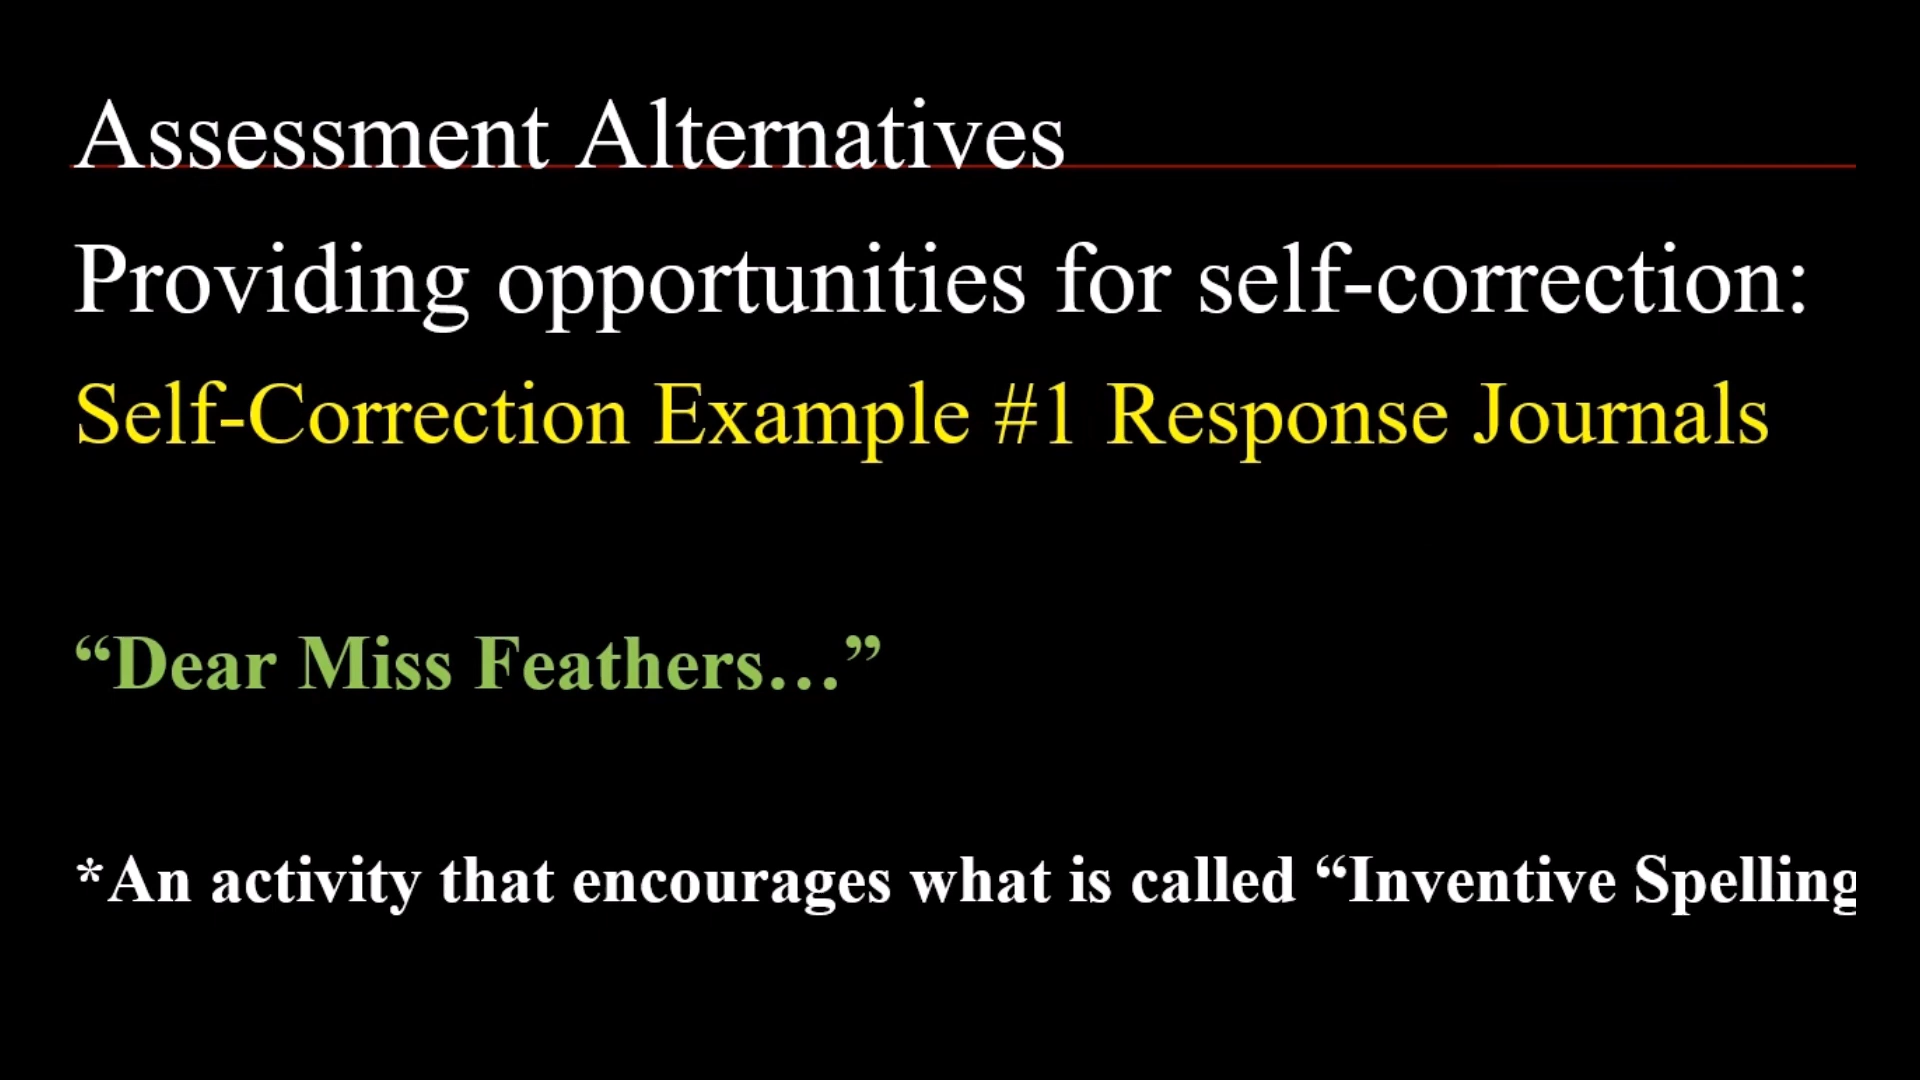 Assessment Alternatives
Providing opportunities for self-correction:
Self-Correction Example #1 Response Journals
“Dear Miss Feathers…”
*An activity that encourages what is called “Inventive Spelling